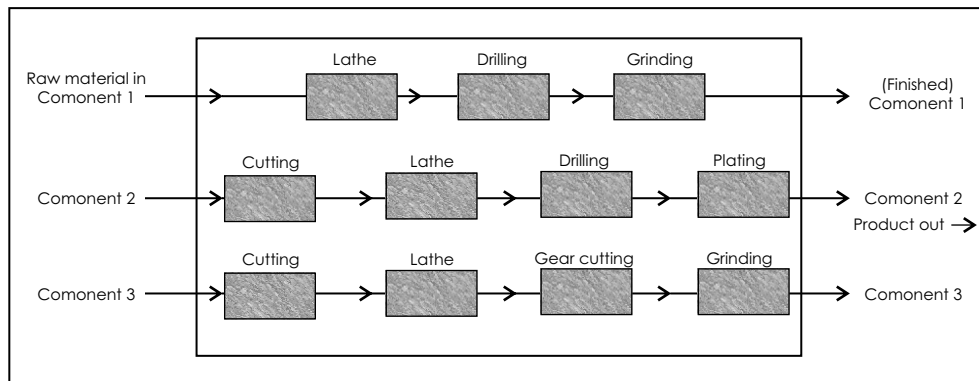 Lathe
Drilling
Grinding
Raw material in
Comonent 1
(Finished)
Comonent 1
Cutting
Lathe
Drilling
Plating
Comonent 2
Comonent 2
Product out
Cutting
Lathe
Gear cutting
Grinding
Comonent 3
Comonent 3